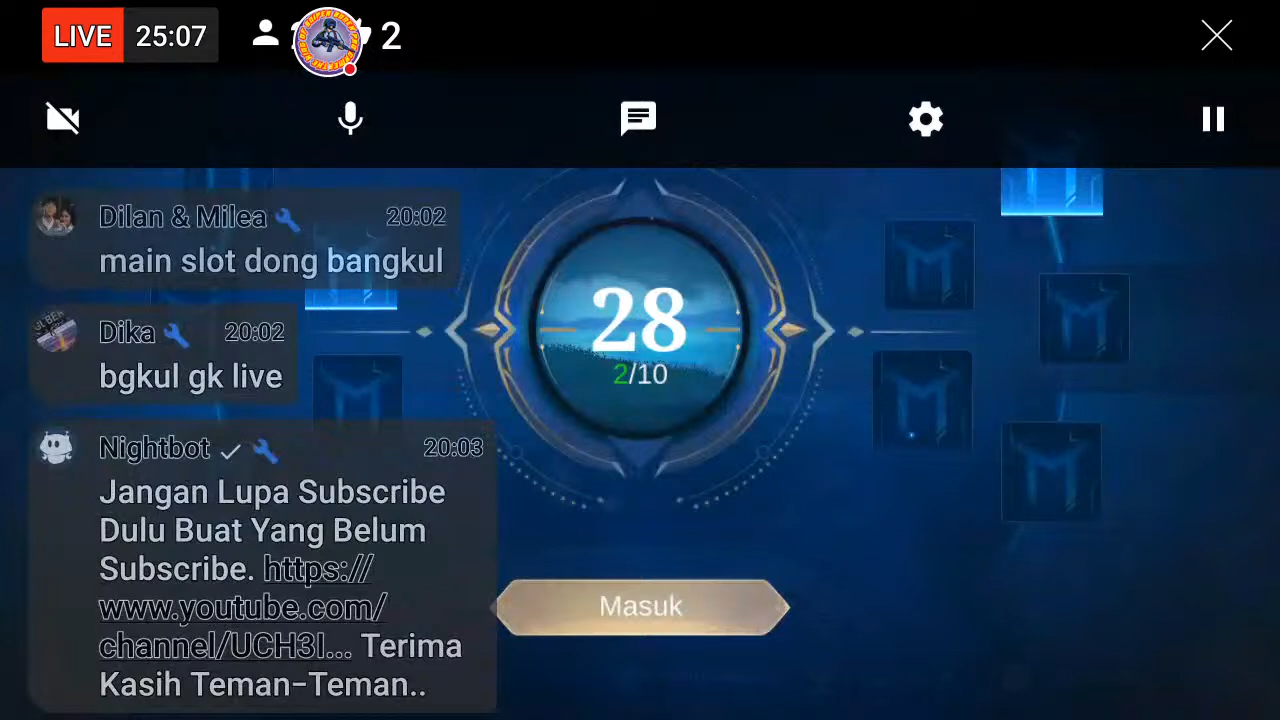 LIVE 25:07 2
Dilan & Milea 20:02
main slot dong bangkul
Dika 20:02
bgkul gk live
Nightbot 20:03
Jangan Lupa Subscribe
Dulu Buat Yang Belum
Subscribe. https://
www.youtube.com/
channel/UCH3I... Terima
Kasih Teman-Teman..
28
2/10
Masuk